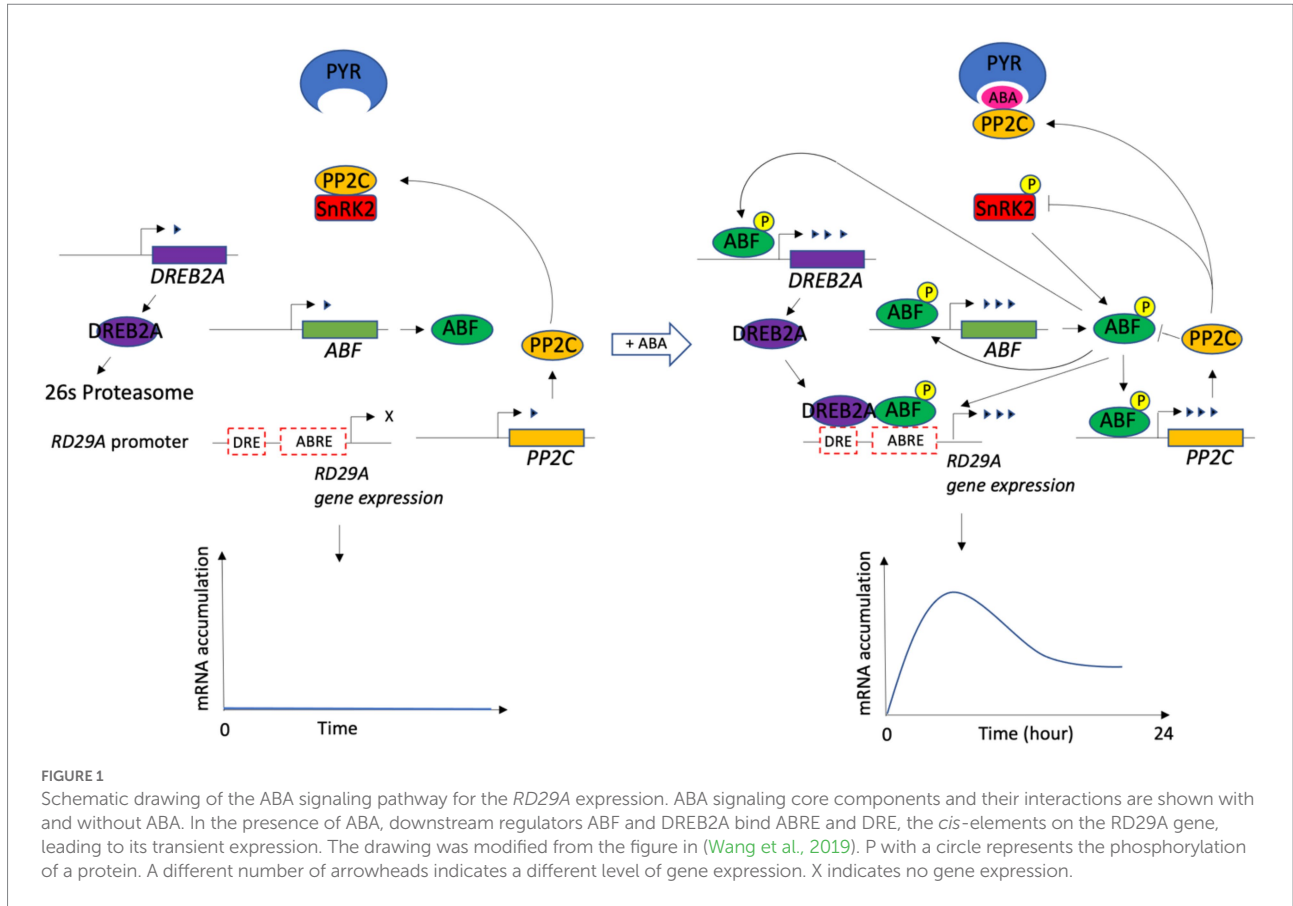 PYR
PP2C
SnRK2
DREB2A
DREB2A
26s Proteasome
ABF
ABF
PP2C
RD29A promoter
DRE
ABRE
X
RD29A
gene expression
PP2C
mRNA accumulation
0
Time
+ ABA
PYR
ABA
PP2C
P
SnRK2
P
ABF
DREB2A
DREB2A
P
ABF
ABF
P
ABF
PP2C
DREB2A
P
ABF
DRE
ABRE
RD29A
gene expression
P
ABF
PP2C
mRNA accumulation
0
Time (hour)
24
FIGURE 1
Schematic drawing of the ABA signaling pathway for the RD29A expression. ABA signaling core components and their interactions are shown with
and without ABA. In the presence of ABA, downstream regulators ABF and DREB2A bind ABRE and DRE, the cis-elements on the RD29A gene,
leading to its transient expression. The drawing was modified from the figure in (Wang et al., 2019). P with a circle represents the phosphorylation
of a protein. A different number of arrowheads indicates a different level of gene expression. X indicates no gene expression.